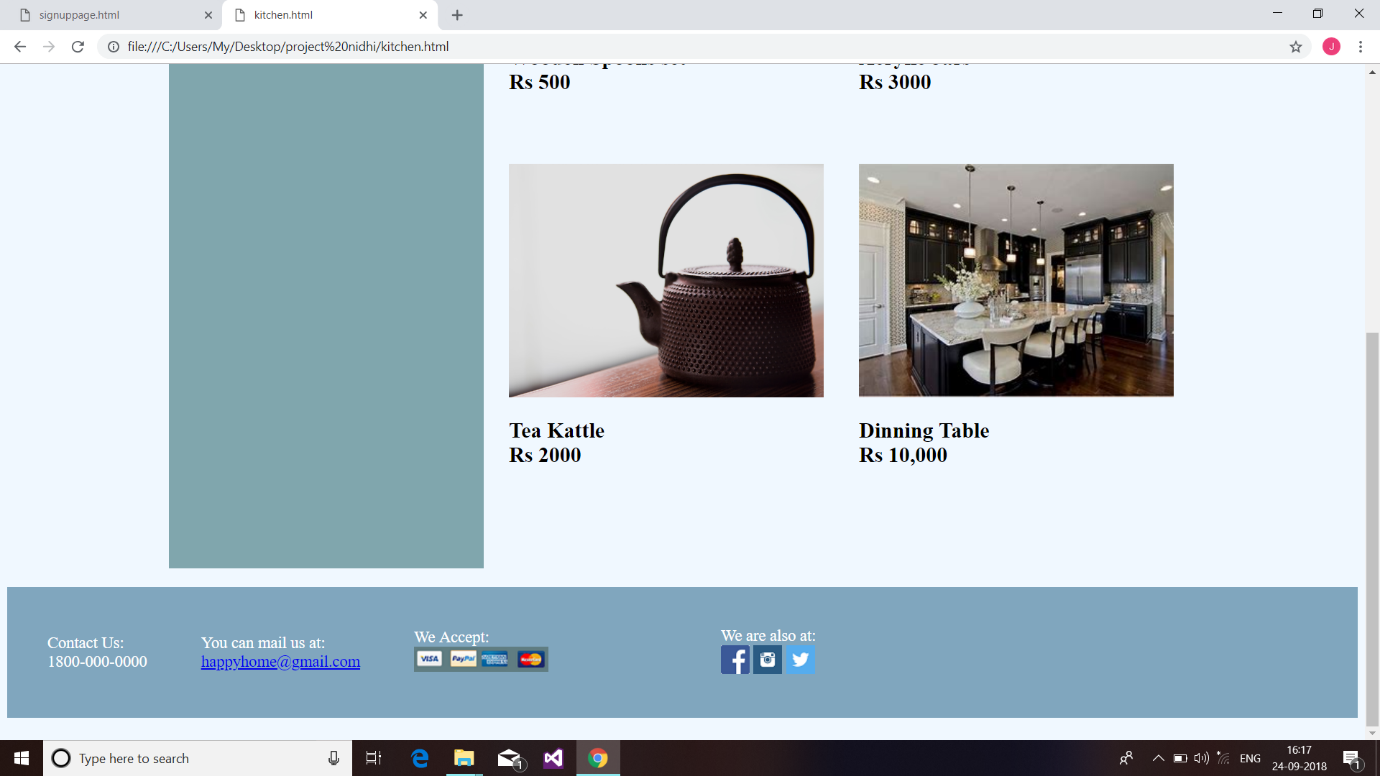 signuppage.html
kitchen.html
file:///C:/Users/My/Desktop/project%20nidhi/kitchen.html
J
Rs 500
Rs 3000
Tea Kattle
Rs 2000
Dinning Table
Rs 10,000
Contact Us:
1800-000-0000
You can mail us at:
happyhome@gmail.com
We Accept:
VISA
PayPal
We are also at:
Type here to search
1
ENG
16:17
24-09-2018
1